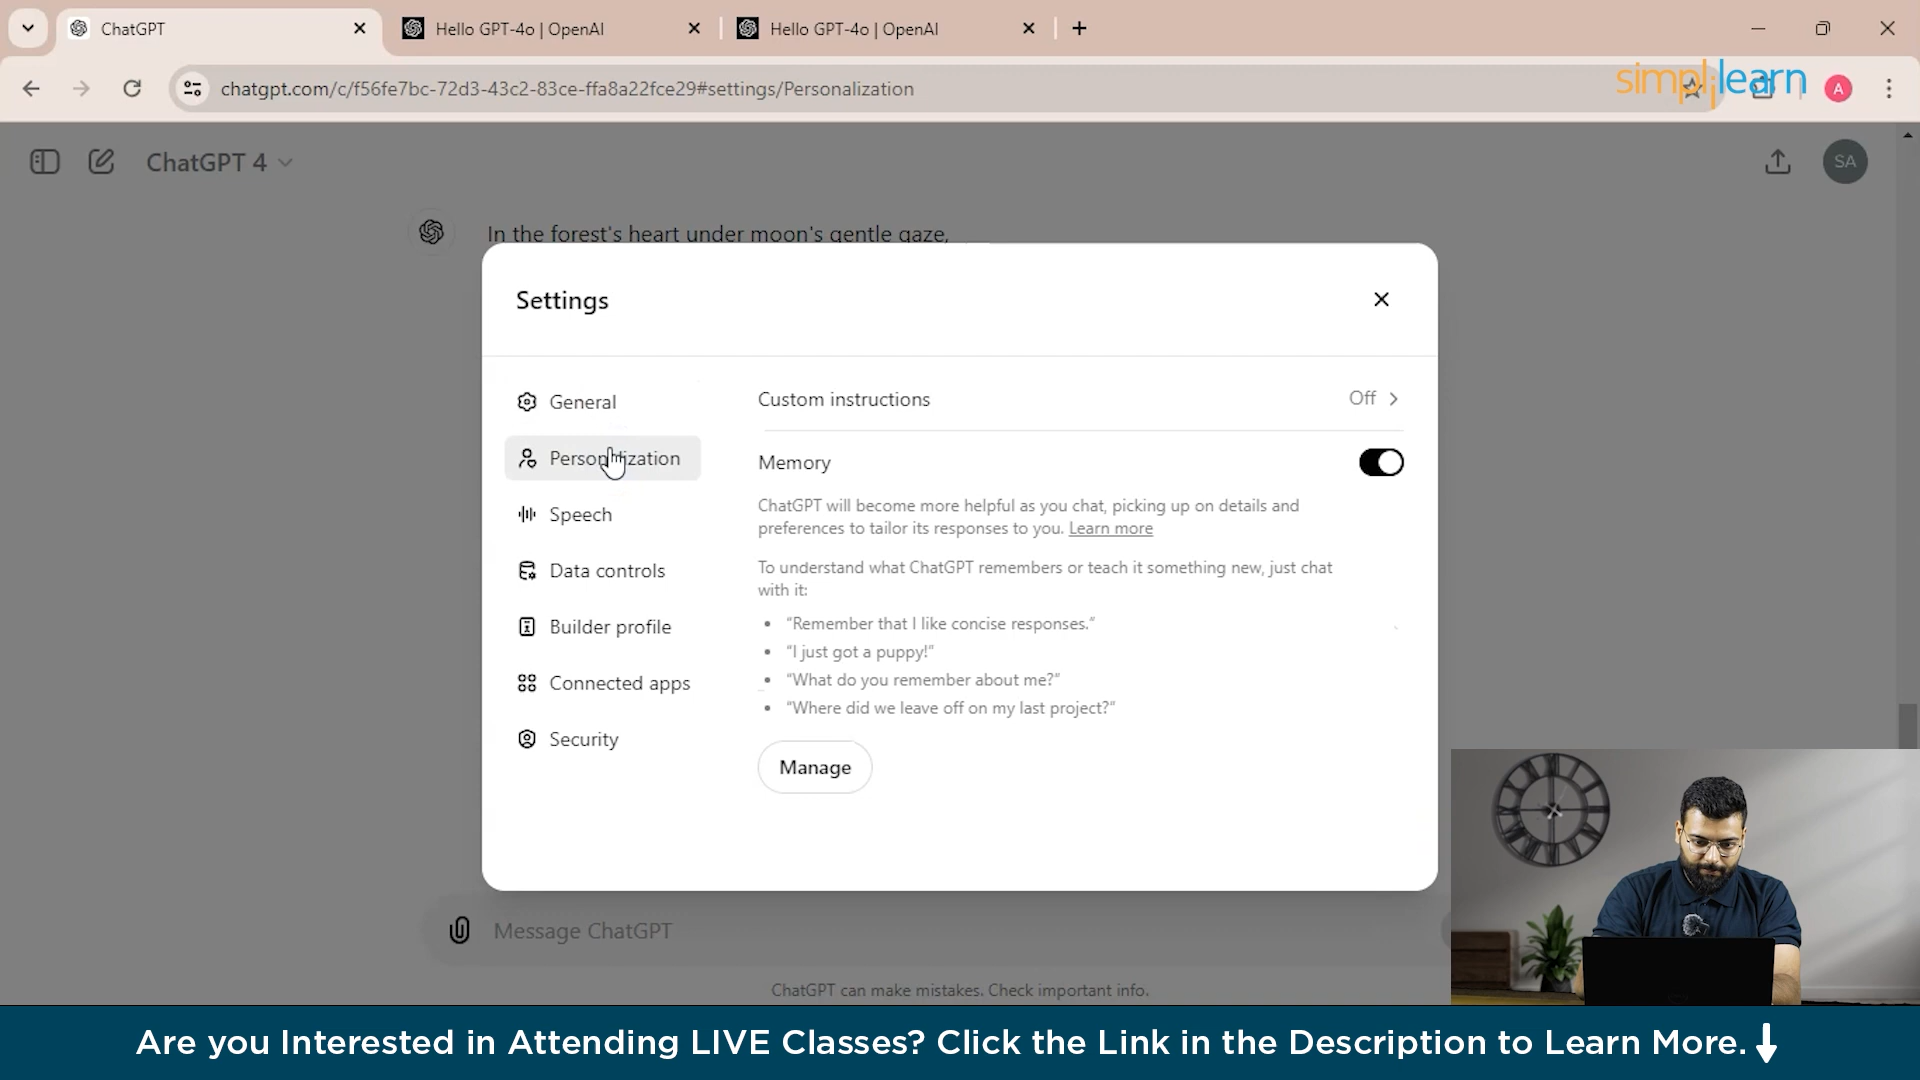 ChatGPT
Hello GPT-4o | OpenAI
Hello GPT-4o | OpenAI
chatgpt.com/c/f56fe7bc-72d3-43c2-83ce-ffa8a22fce29#settings/Personalization
simplilearn
A
ChatGPT 4
SA
In the forest's heart under moon's gentle gaze,
Settings
General
Personalization
Speech
Data controls
Builder profile
Connected apps
Security
Custom instructions
Off
Memory
ChatGPT will become more helpful as you chat, picking up on details and
preferences to tailor its responses to you. Learn more
To understand what ChatGPT remembers or teach it something new, just chat
with it:
• “Remember that I like concise responses.”
• “I just got a puppy!”
• “What do you remember about me?”
• “Where did we leave off on my last project?”
Manage
Message ChatGPT
ChatGPT can make mistakes. Check important info.
Are you Interested in Attending LIVE Classes? Click the Link in the Description to Learn More.